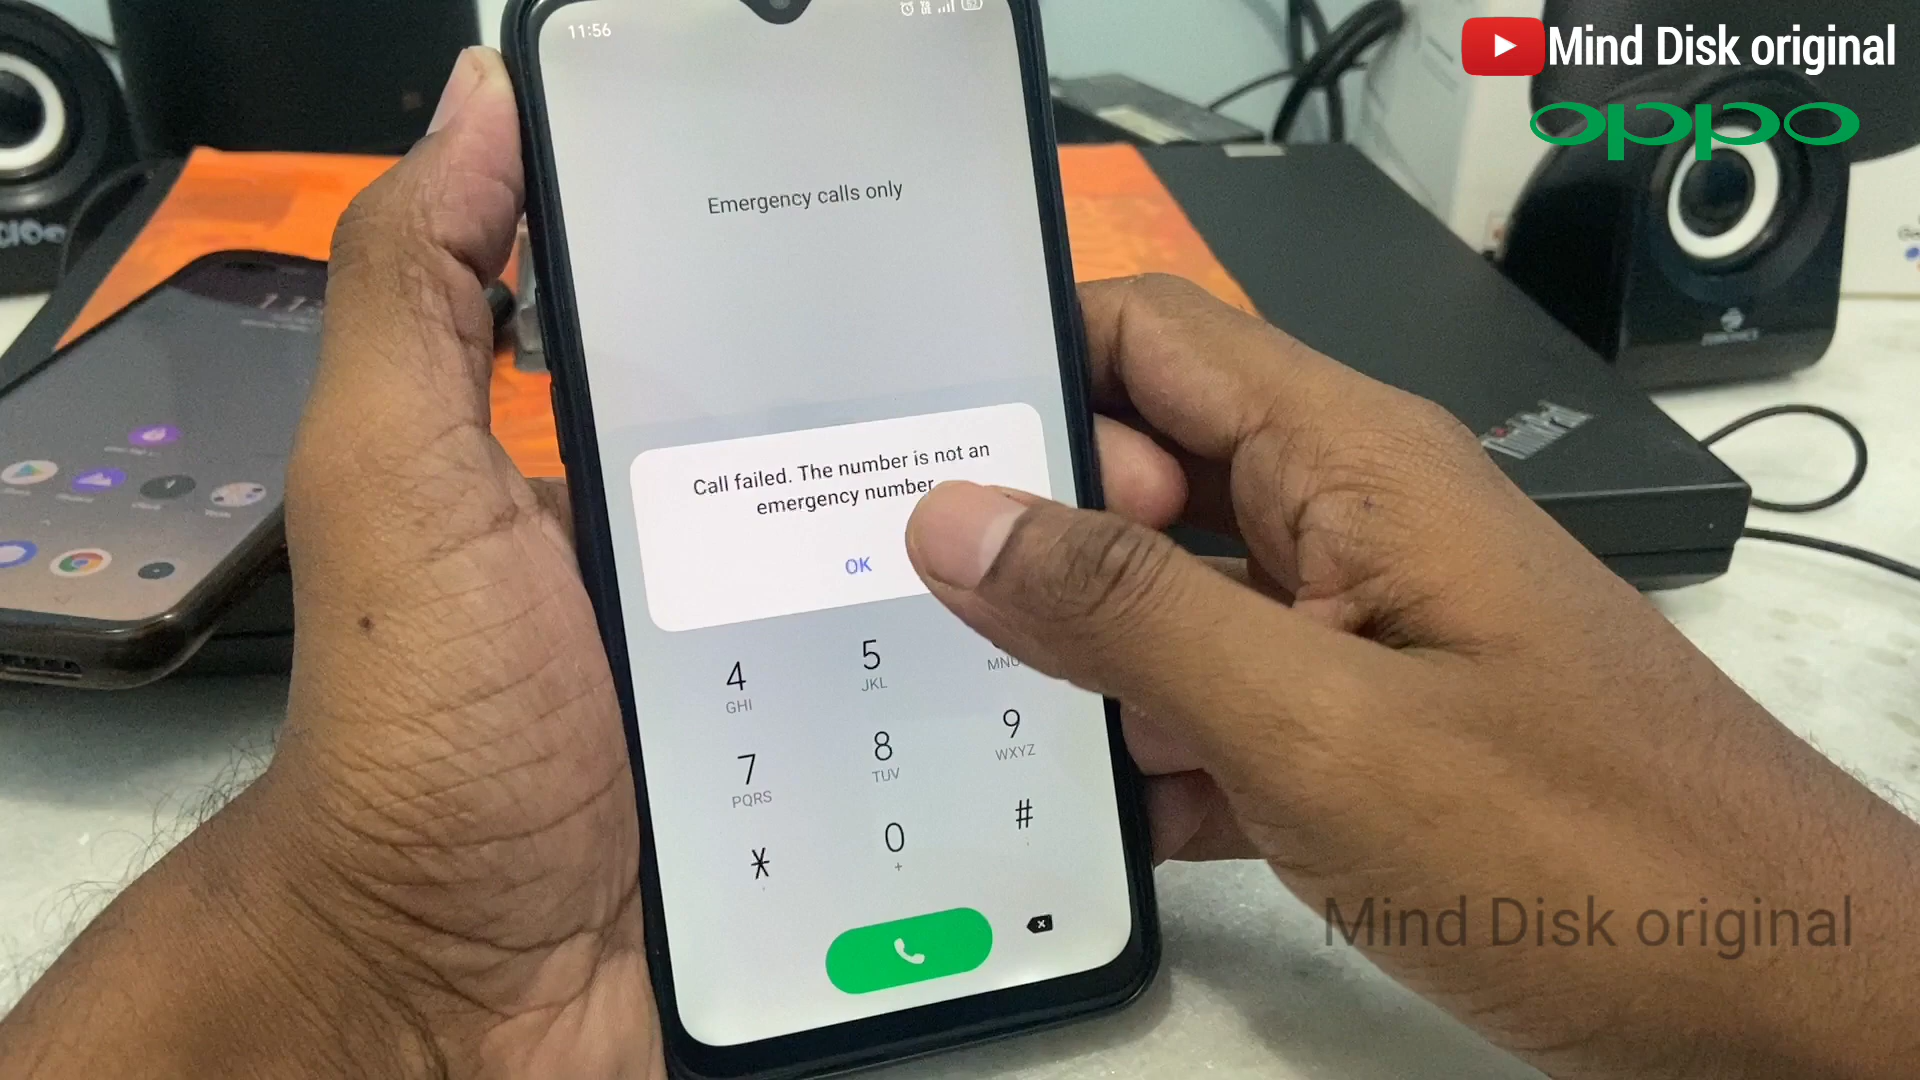 11:56
Mind Disk original
oppo
Emergency calls only
Call failed. The number is not an
emergency number
OK
4
GHI
5
JKL
7
PQRS
8
TUV
9
WXYZ
*
0
+
#
ThinkPad
Mind Disk original